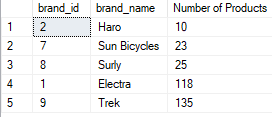 brand_id brand_name Number of Products
1 2 Haro 10
2 7 Sun Bicycles 23
3 8 Surly 25
4 1 Electra 118
5 9 Trek 135